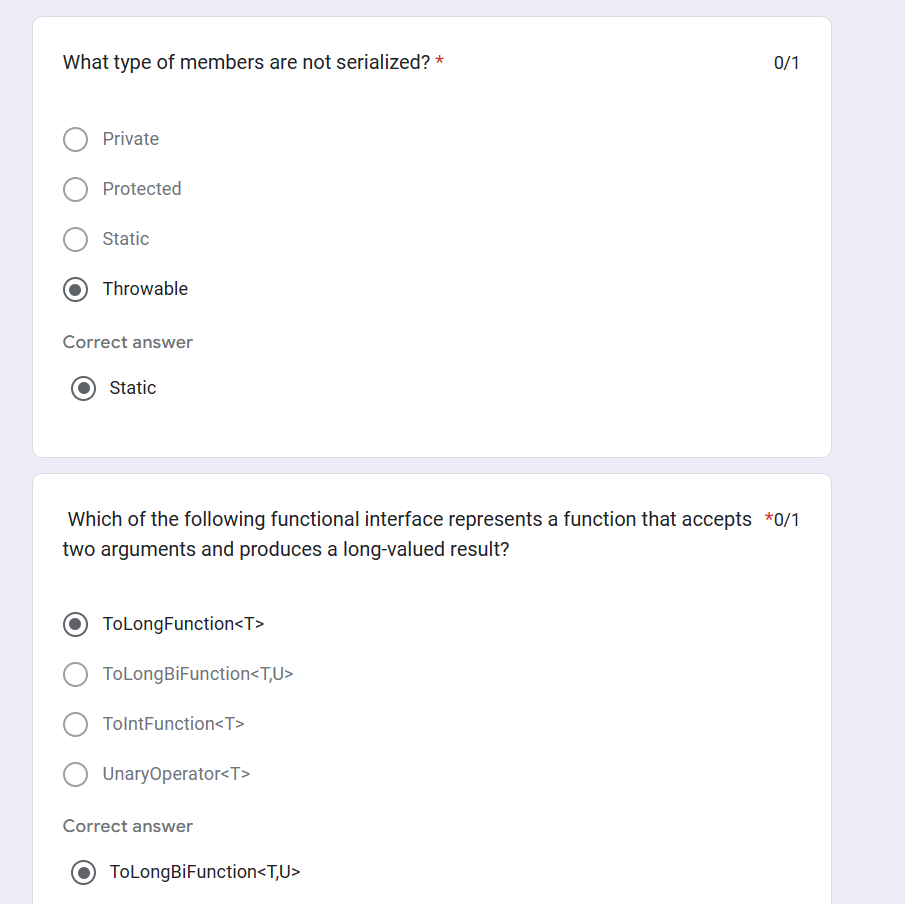 What type of members are not serialized? *
0/1
Private
Protected
Static
Throwable
Correct answer
Static
Which of the following functional interface represents a function that accepts *0/1
two arguments and produces a long-valued result?
ToLongFunction<T>
ToLongBiFunction<T,U>
ToIntFunction<T>
UnaryOperator<T>
Correct answer
ToLongBiFunction<T,U>